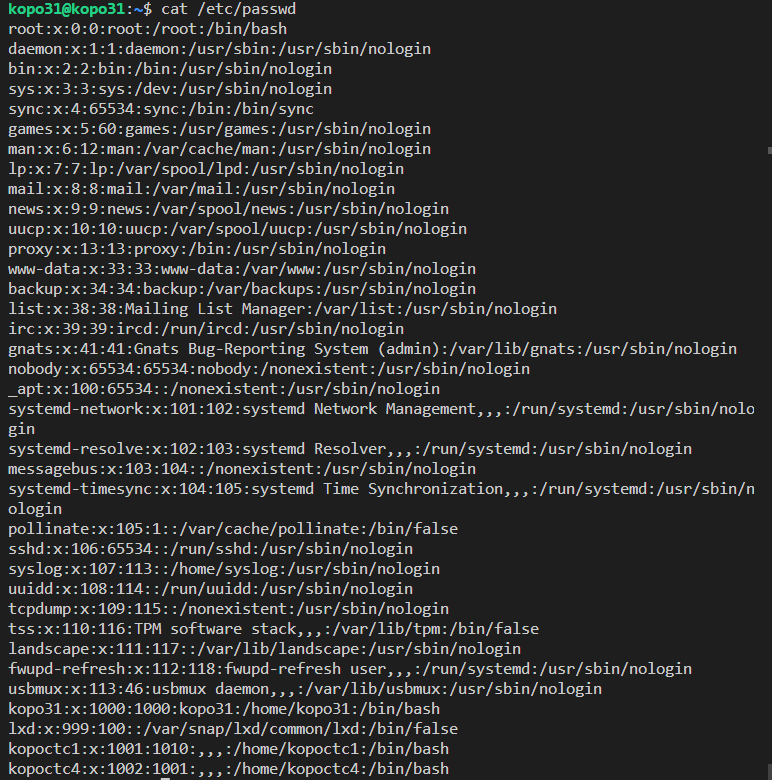 kopo31@kopo31:~$ cat /etc/passwd
root:x:0:0:root:/root:/bin/bash
daemon:x:1:1:daemon:/usr/sbin:/usr/sbin/nologin
bin:x:2:2:bin:/bin:/usr/sbin/nologin
sys:x:3:3:sys:/dev:/usr/sbin/nologin
sync:x:4:65534:sync:/bin:/bin/sync
games:x:5:60:games:/usr/games:/usr/sbin/nologin
man:x:6:12:man:/var/cache/man:/usr/sbin/nologin
lp:x:7:7:lp:/var/spool/lpd:/usr/sbin/nologin
mail:x:8:8:mail:/var/mail:/usr/sbin/nologin
news:x:9:9:news:/var/spool/news:/usr/sbin/nologin
uucp:x:10:10:uucp:/var/spool/uucp:/usr/sbin/nologin
proxy:x:13:13:proxy:/bin:/usr/sbin/nologin
www-data:x:33:33:www-data:/var/www:/usr/sbin/nologin
backup:x:34:34:backup:/var/backups:/usr/sbin/nologin
list:x:38:38:Mailing List Manager:/var/list:/usr/sbin/nologin
irc:x:39:39:ircd:/run/ircd:/usr/sbin/nologin
gnats:x:41:41:Gnats Bug-Reporting System (admin):/var/lib/gnats:/usr/sbin/nologin
nobody:x:65534:65534:nobody:/nonexistent:/usr/sbin/nologin
_apt:x:100:65534::/nonexistent:/usr/sbin/nologin
systemd-network:x:101:102:systemd Network Management,,,:/run/systemd:/usr/sbin/nolo
gin
systemd-resolve:x:102:103:systemd Resolver,,,:/run/systemd:/usr/sbin/nologin
messagebus:x:103:104::/nonexistent:/usr/sbin/nologin
systemd-timesync:x:104:105:systemd Time Synchronization,,,:/run/systemd:/usr/sbin/n
ologin
pollinate:x:105:1::/var/cache/pollinate:/bin/false
sshd:x:106:65534::/run/sshd:/usr/sbin/nologin
syslog:x:107:113::/home/syslog:/usr/sbin/nologin
uuidd:x:108:114::/run/uuidd:/usr/sbin/nologin
tcpdump:x:109:115::/nonexistent:/usr/sbin/nologin
tss:x:110:116:TPM software stack,,,:/var/lib/tpm:/bin/false
landscape:x:111:117::/var/lib/landscape:/usr/sbin/nologin
fwupd-refresh:x:112:118:fwupd-refresh user,,,:/run/systemd:/usr/sbin/nologin
usbmux:x:113:46:usbmux daemon,,,:/var/lib/usbmux:/usr/sbin/nologin
kopo31:x:1000:1000:kopo31:/home/kopo31:/bin/bash
lxd:x:999:100::/var/snap/lxd/common/lxd:/bin/false
kopoctc1:x:1001:1010:,,,:/home/kopoctc1:/bin/bash
kopoctc4:x:1002:1001:,,,:/home/kopoctc4:/bin/bash